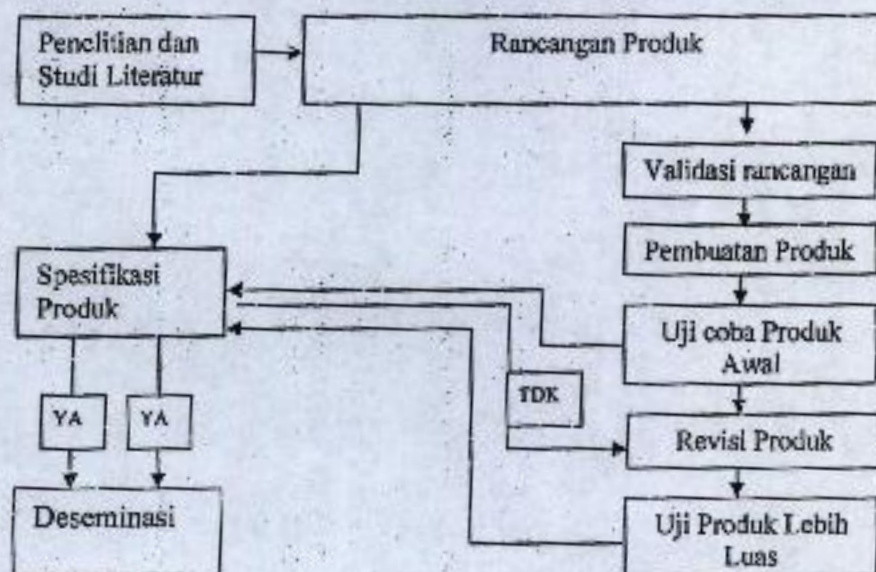 Penelitian dan
Studi Literatur
Rancangan Produk
Validasi rancangan
Pembuatan Produk
Spesifikasi
Produk
Uji coba Produk
Awal
TDK
YA
YA
Revisi Produk
Deseminasi
Uji Produk Lebih
Luas